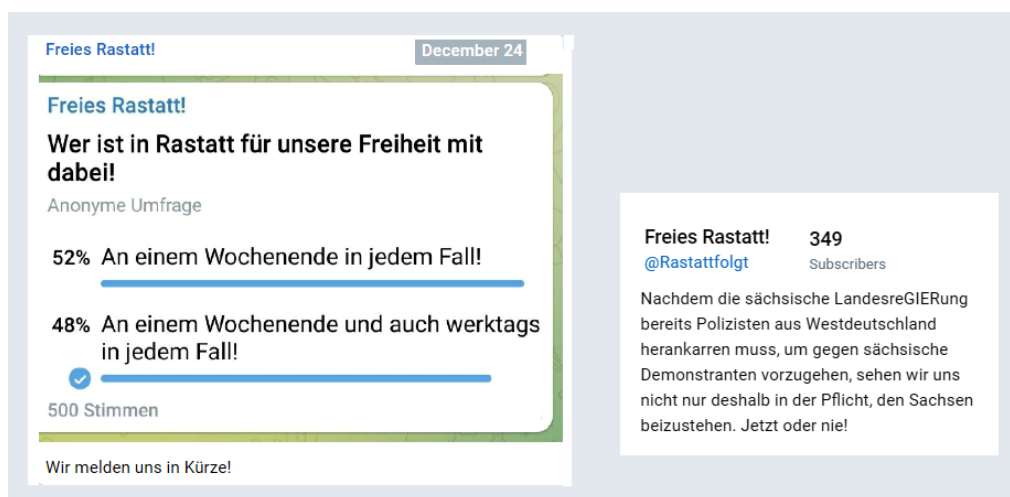 Freies Rastatt!
December 24
Freies Rastatt!
Wer ist in Rastatt für unsere Freiheit mit
dabei!
Anonyme Umfrage
52% An einem Wochenende in jedem Fall!
48% An einem Wochenende und auch werktags
in jedem Fall!
500 Stimmen
Wir melden uns in Kürze!
Freies Rastatt! 349
@Rastattfolgt Subscribers
Nachdem die sächsische LandesreGIERung
bereits Polizisten aus Westdeutschland
herankarren muss, um gegen sächsische
Demonstranten vorzugehen, sehen wir uns
nicht nur deshalb in der Pflicht, den Sachsen
beizustehen. Jetzt oder nie!